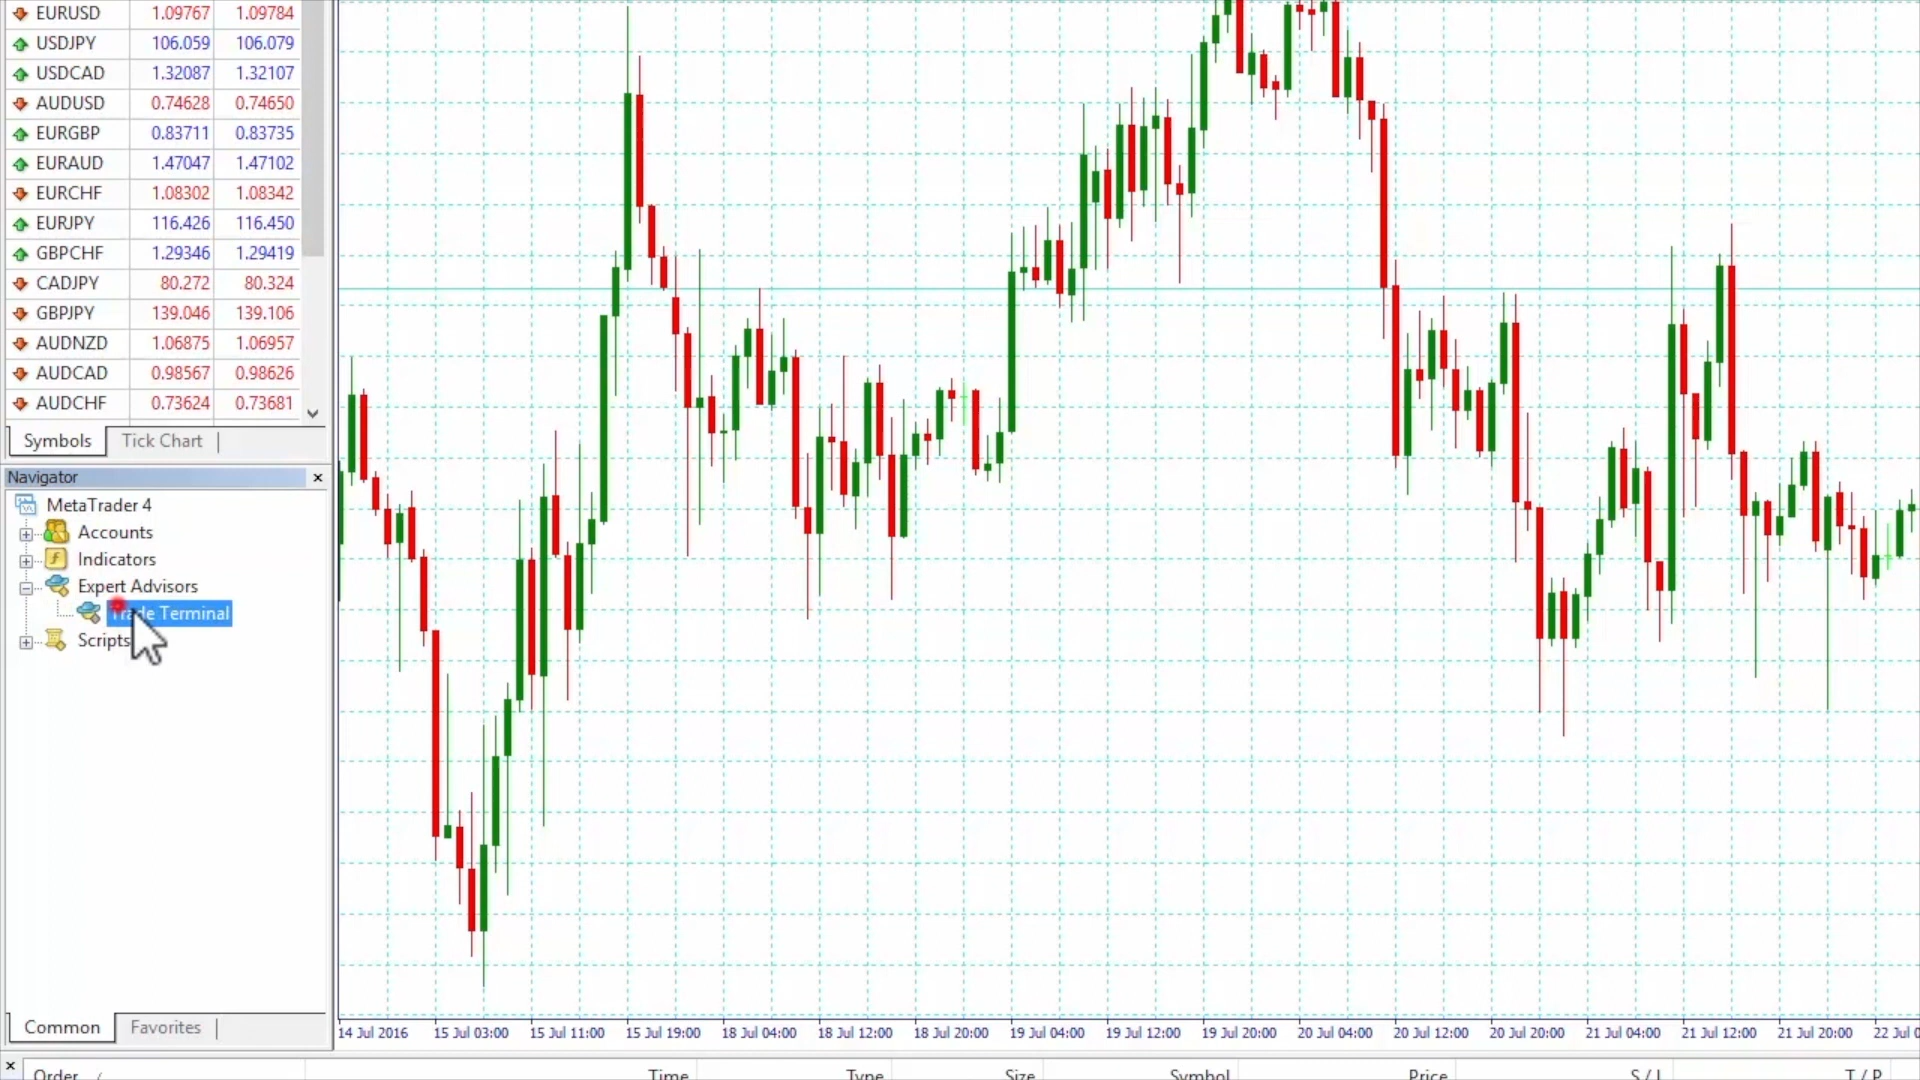 EURUSD 1.09767 1.09784
USDJPY 106.059 106.079
USDCAD 1.32087 1.32107
AUDUSD 0.74628 0.74650
EURGBP 0.83711 0.83735
EURAUD 1.47047 1.47102
EURCHF 1.08302 1.08342
EURJPY 116.426 116.450
GBPCHF 1.29346 1.29419
CADJPY 80.272 80.324
GBPJPY 139.046 139.106
AUDNZD 1.06875 1.06957
AUDCAD 0.98567 0.98626
AUDCHF 0.73624 0.73681
Symbols Tick Chart
Navigator
MetaTrader 4
Accounts
Indicators
Expert Advisors
Trade Terminal
Scripts
Common Favorites
14 Jul 2016 15 Jul 03:00 15 Jul 11:00 15 Jul 19:00 18 Jul 04:00 18 Jul 12:00 18 Jul 20:00 19 Jul 04:00 19 Jul 12:00 19 Jul 20:00 20 Jul 04:00 20 Jul 12:00 20 Jul 20:00 21 Jul 04:00 21 Jul 12:00 21 Jul 20:00 22 Jul
Order / Time Type Size Symbol Price S / L T / P